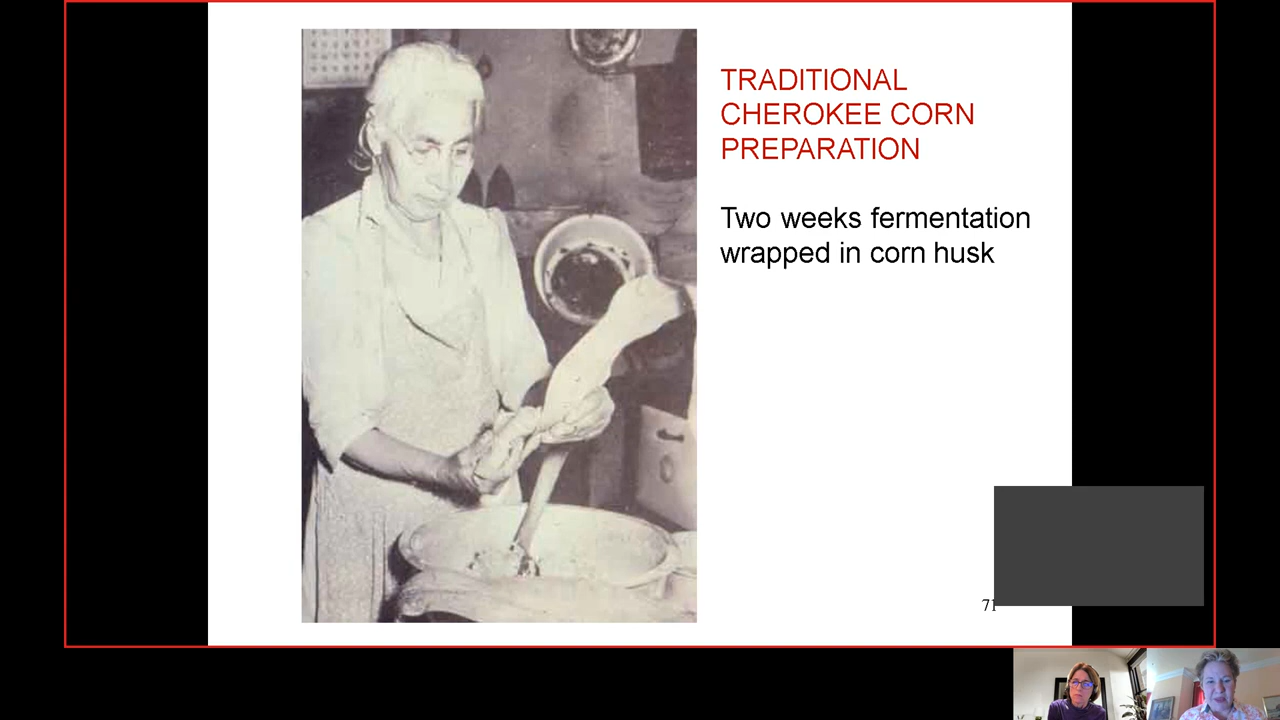 TRADITIONAL
CHEROKEE CORN
PREPARATION
Two weeks fermentation
wrapped in corn husk
71